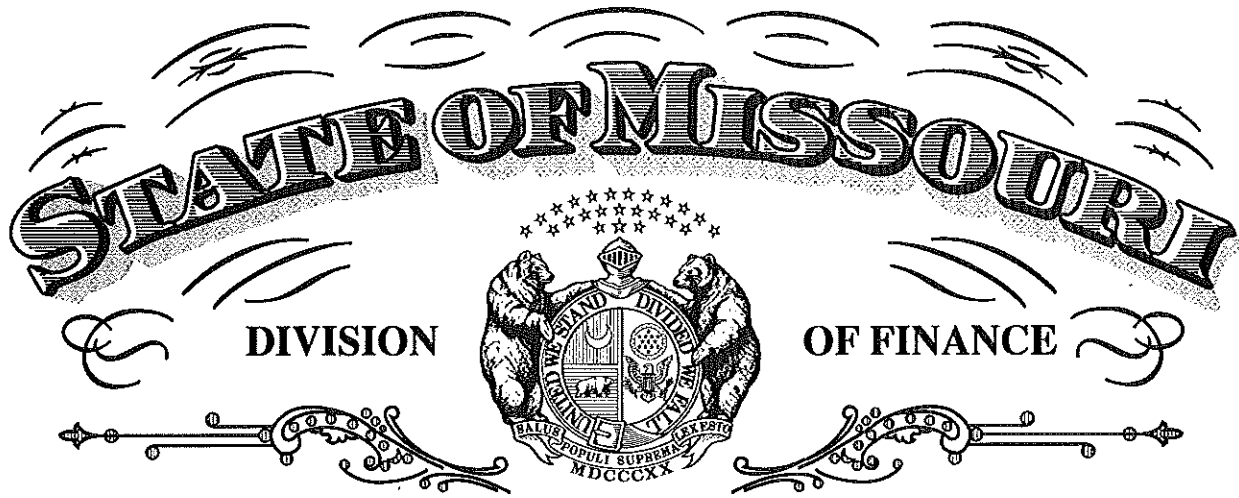 STATE OF MISSOURI
DIVISION OF FINANCE
UNITED WE STAND DIVIDED WE FALL
SALUS POPULI SUPREMA LEX ESTO
MDCCCXX